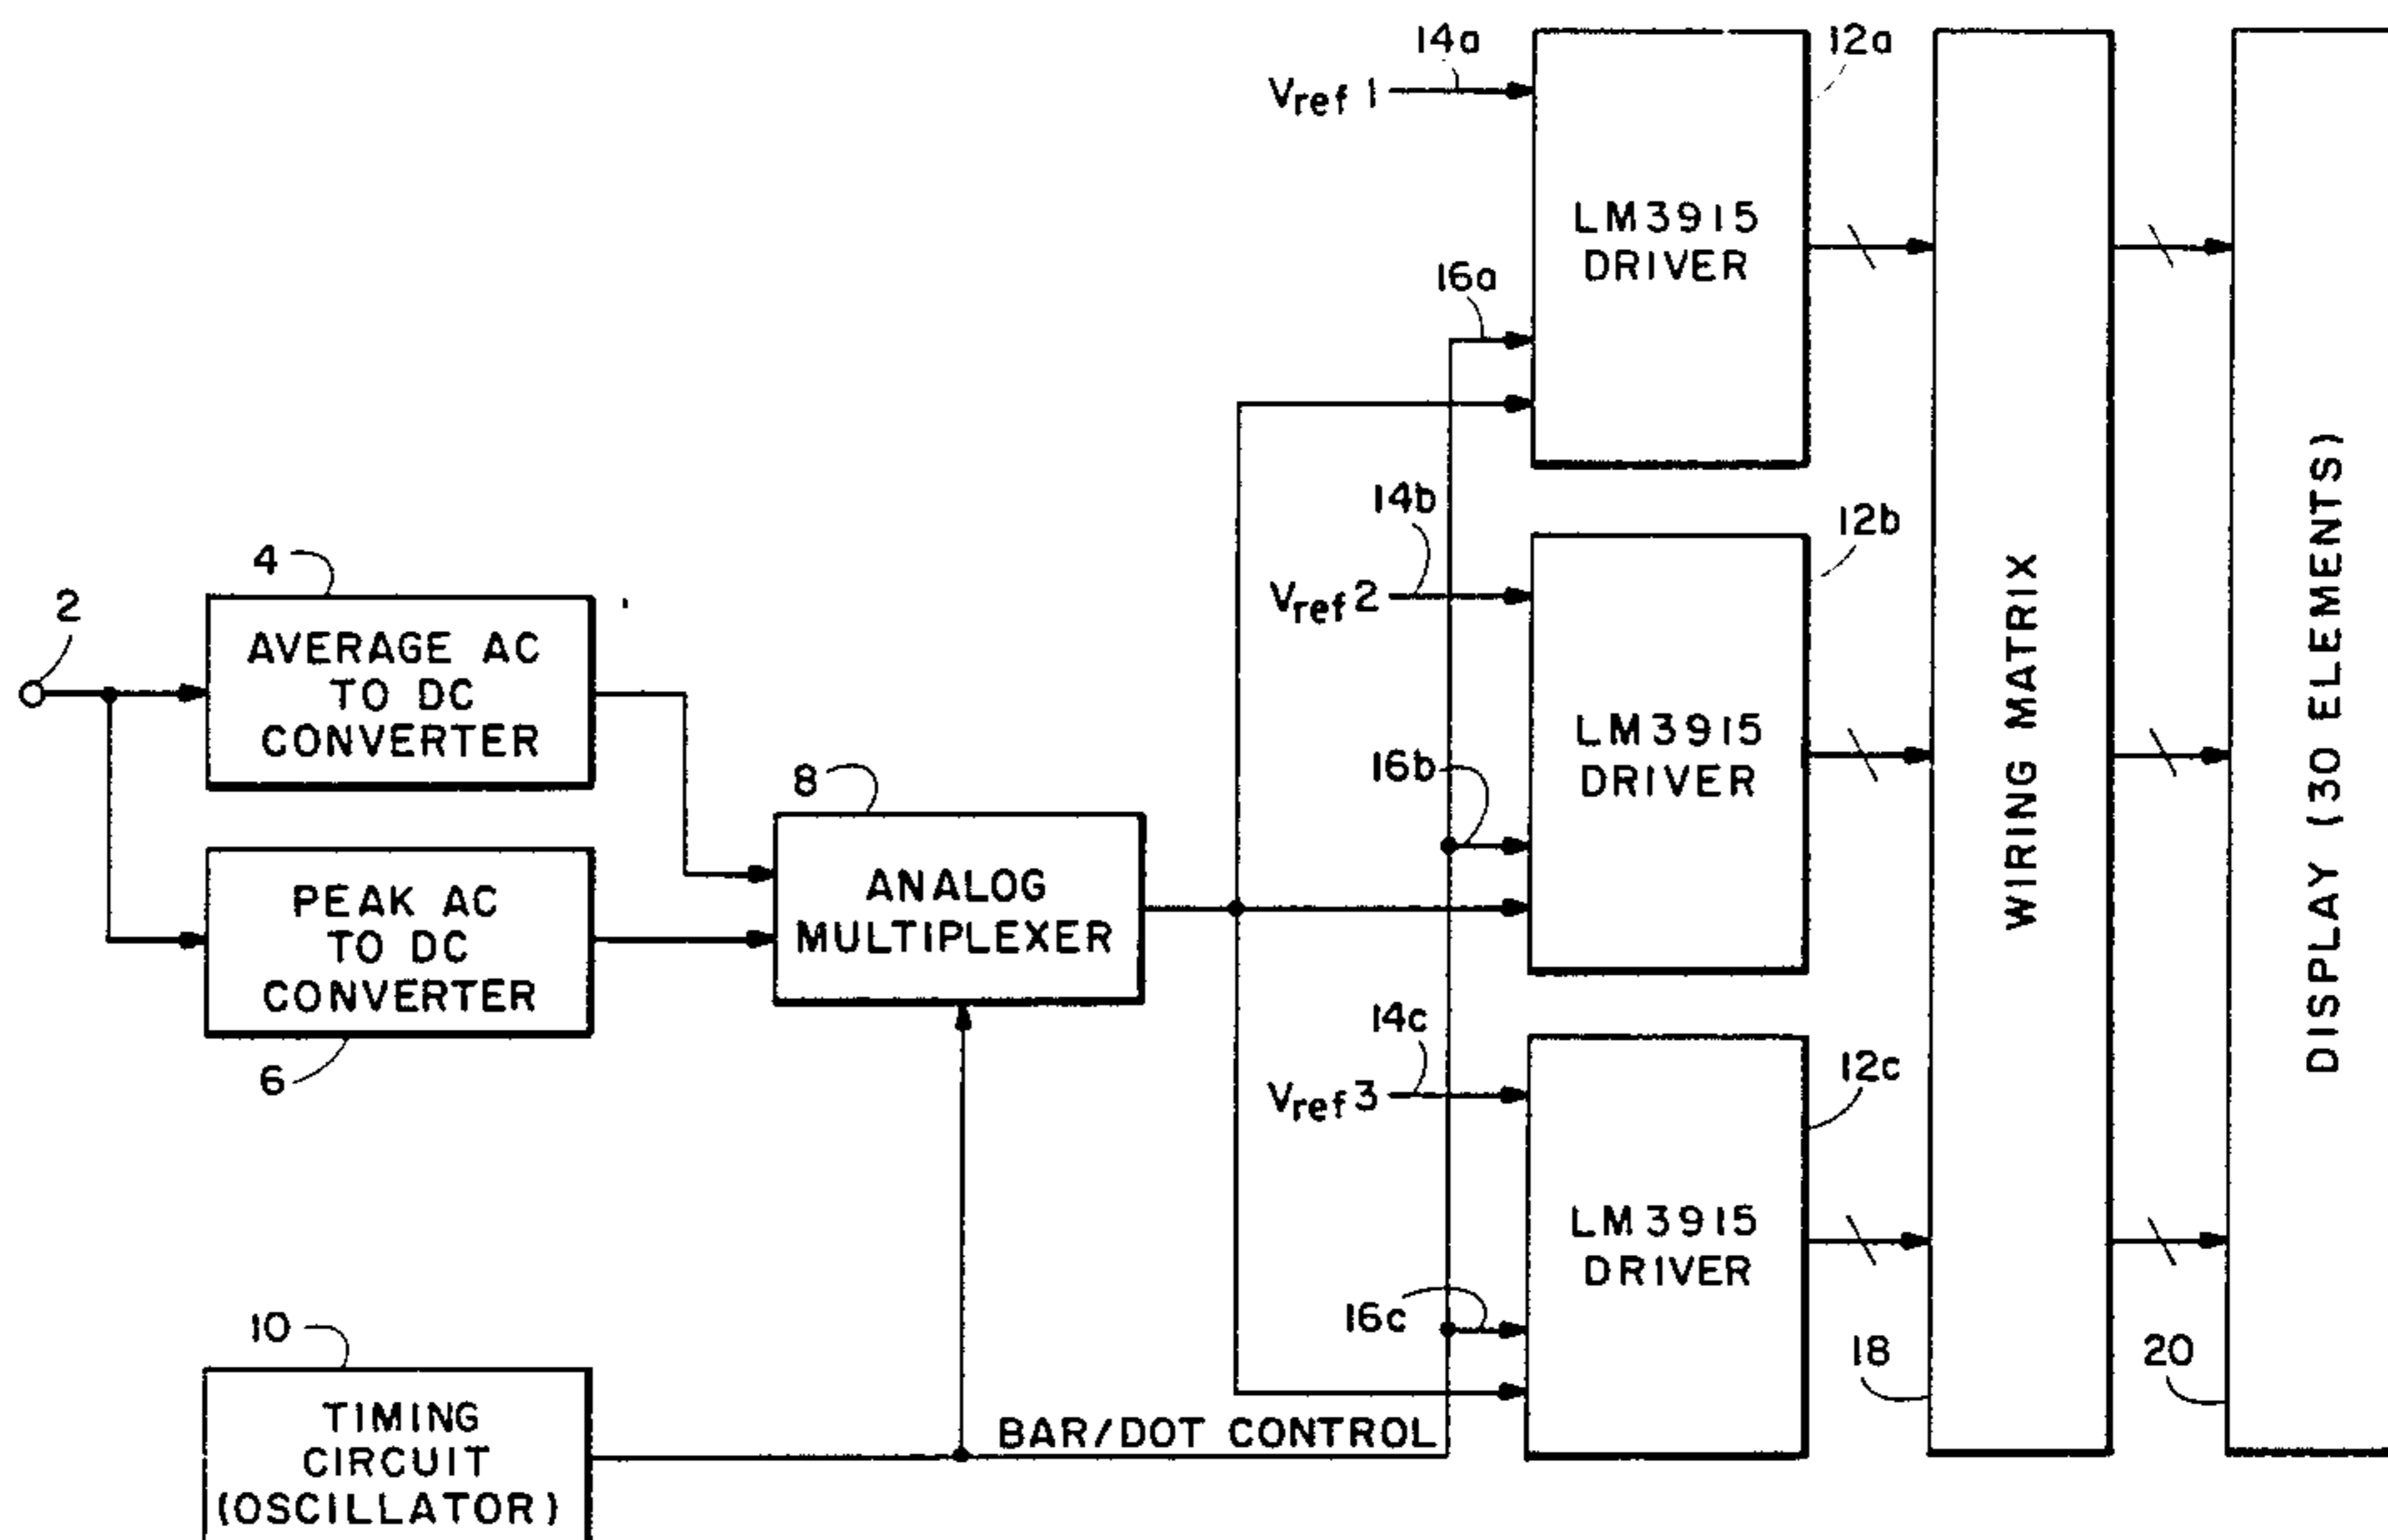 14a
12a
Vref 1
LM3915
DRIVER
16a
14b
12b
Vref 2
LM3915
DRIVER
16b
14c
12c
Vref 3
LM3915
DRIVER
16c
2
4
AVERAGE AC
TO DC
CONVERTER
PEAK AC
TO DC
CONVERTER
6
8
ANALOG
MULTIPLEXER
10
TIMING
CIRCUIT
(OSCILLATOR)
BAR/DOT CONTROL
WIRING MATRIX
18
DISPLAY (30 ELEMENTS)
20